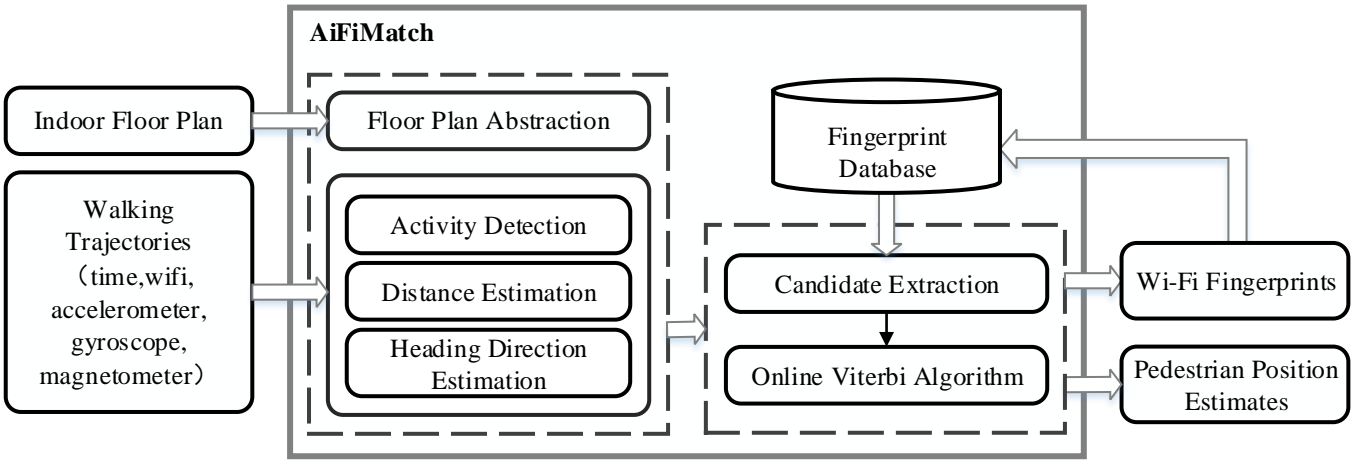 AiFiMatch
Indoor Floor Plan
Floor Plan Abstraction
Walking
Trajectories
（time,wifi,
accelerometer,
gyroscope,
magnetometer）
Activity Detection
Distance Estimation
Heading Direction
Estimation
Fingerprint
Database
Candidate Extraction
Online Viterbi Algorithm
Wi-Fi Fingerprints
Pedestrian Position
Estimates